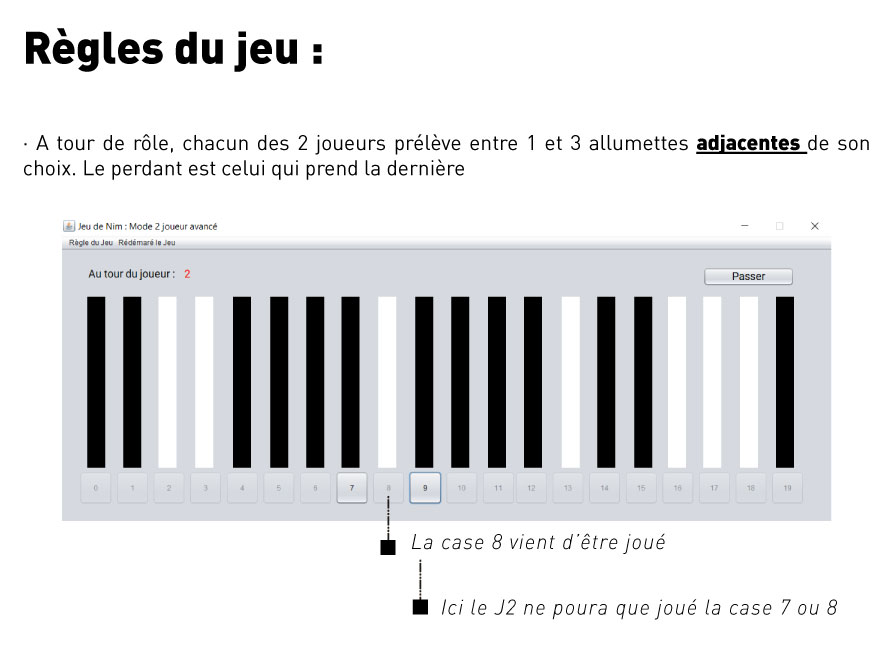 Règles du jeu :
· A tour de rôle, chacun des 2 joueurs prélève entre 1 et 3 allumettes adjacentes de son
choix. Le perdant est celui qui prend la dernière
Jeu de Nim : Mode 2 joueur avancé
Règle du Jeu Rédémaré le Jeu
Au tour du joueur : 2
Passer
0 1 2 3 4 5 6 7 8 9 10 11 12 13 14 15 16 17 18 19
La case 8 vient d'être joué
Ici le J2 ne poura que joué la case 7 ou 8